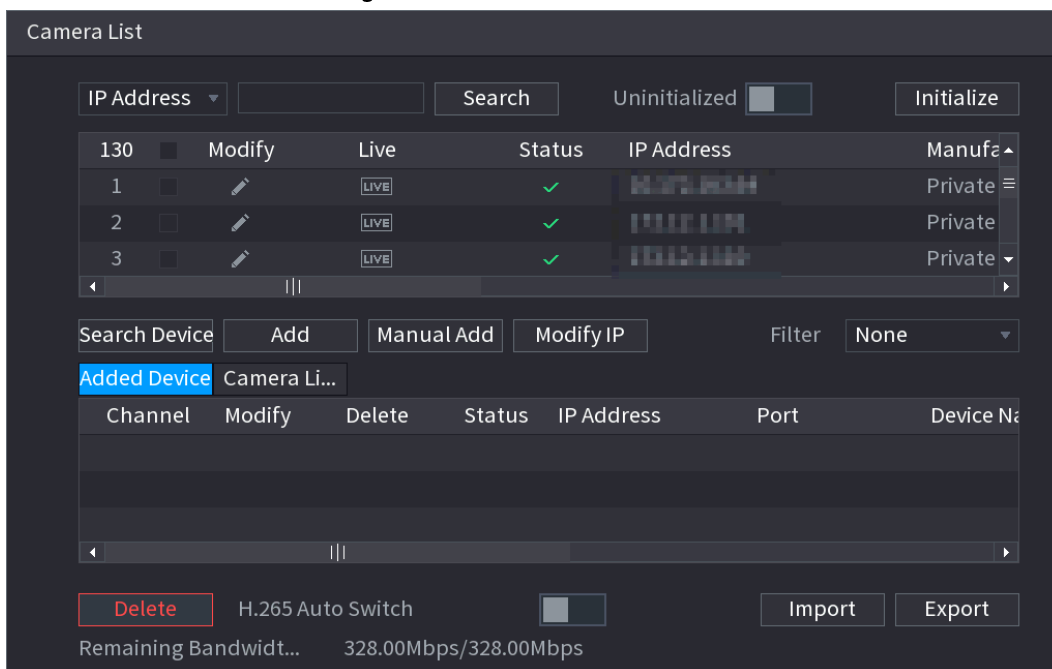 Camera List
IP Address Search Uninitialized Initialize
130 Modify Live Status IP Address Manufa
1 LIVE Private
2 LIVE Private
3 LIVE Private
Search Device Add Manual Add Modify IP Filter None
Added Device Camera Li...
Channel Modify Delete Status IP Address Port Device Na
Delete H.265 Auto Switch Import Export
Remaining Bandwidt... 328.00Mbps/328.00Mbps